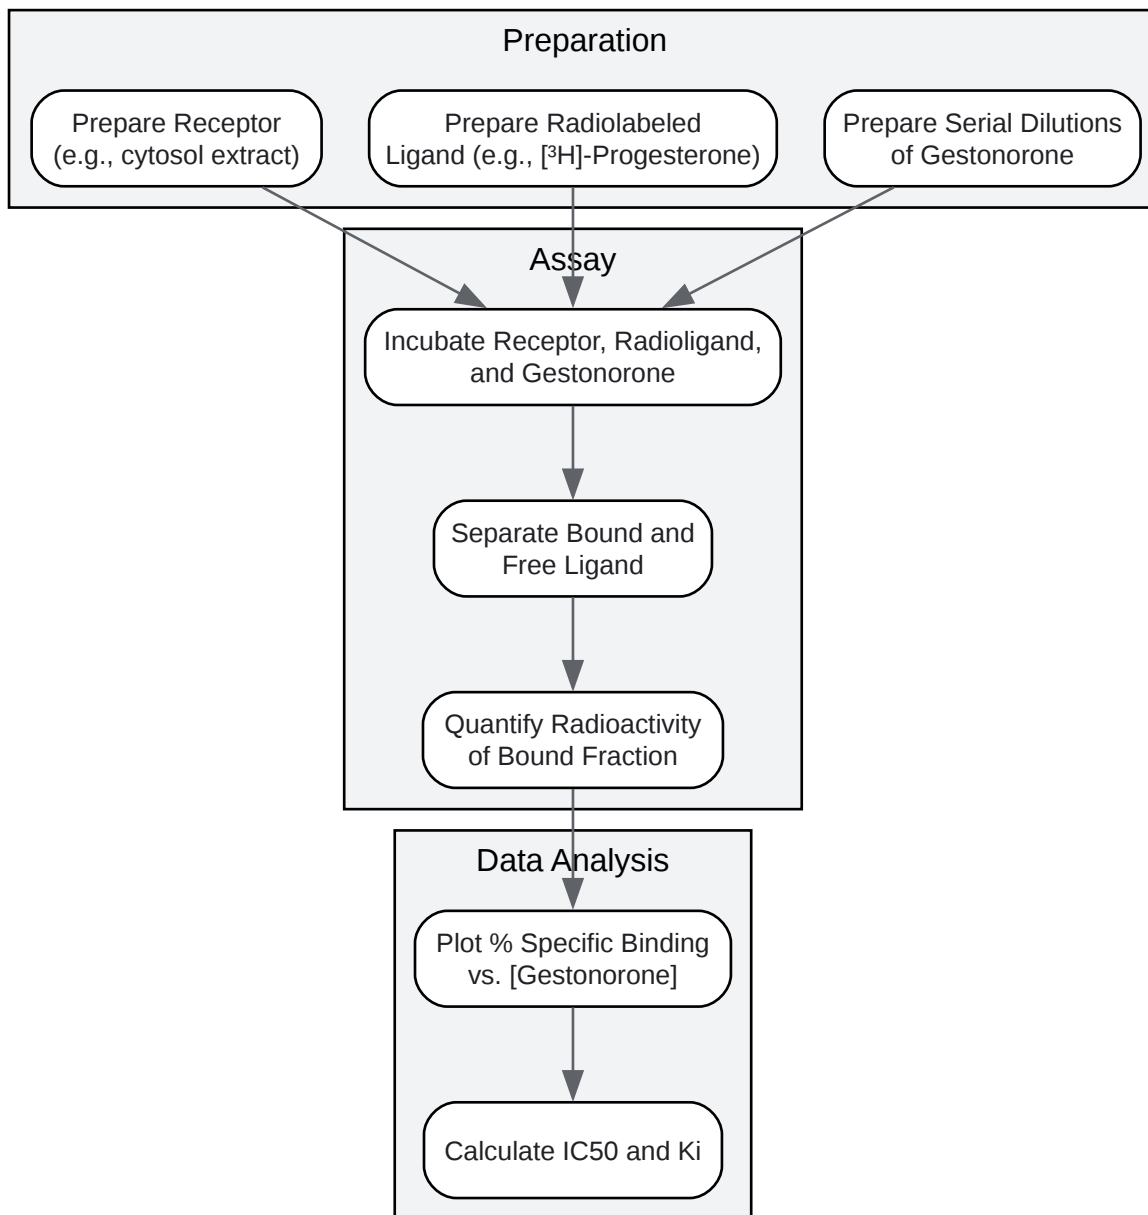 Preparation
Prepare Receptor
(e.g., cytosol extract)
Prepare Radiolabeled
Ligand (e.g., [³H]-Progesterone)
Prepare Serial Dilutions
of Gestonorone
Assay
Incubate Receptor, Radioligand,
and Gestonorone
Separate Bound and
Free Ligand
Quantify Radioactivity
of Bound Fraction
Data Analysis
Plot % Specific Binding
vs. [Gestonorone]
Calculate IC50 and Ki